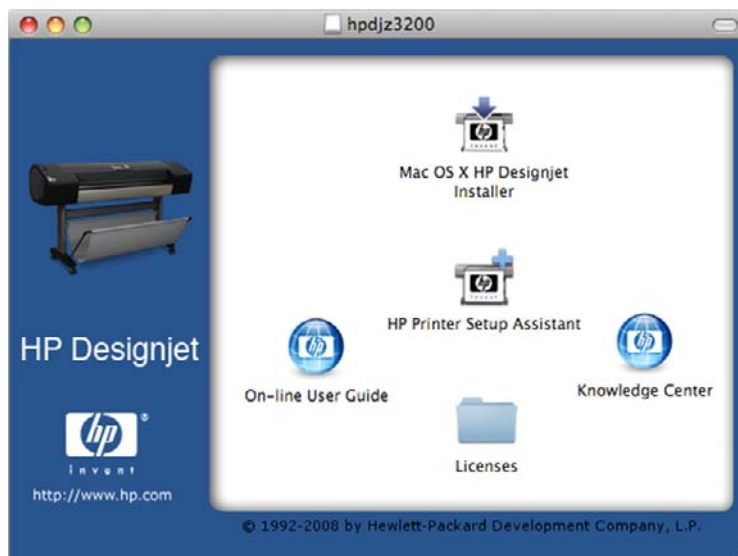 hpdjz3200
Mac OS X HP Designjet
Installer
HP Printer Setup Assistant
On-line User Guide
Knowledge Center
Licenses
HP Designjet
hp
invent
http://www.hp.com
© 1992-2008 by Hewlett-Packard Development Company, L.P.